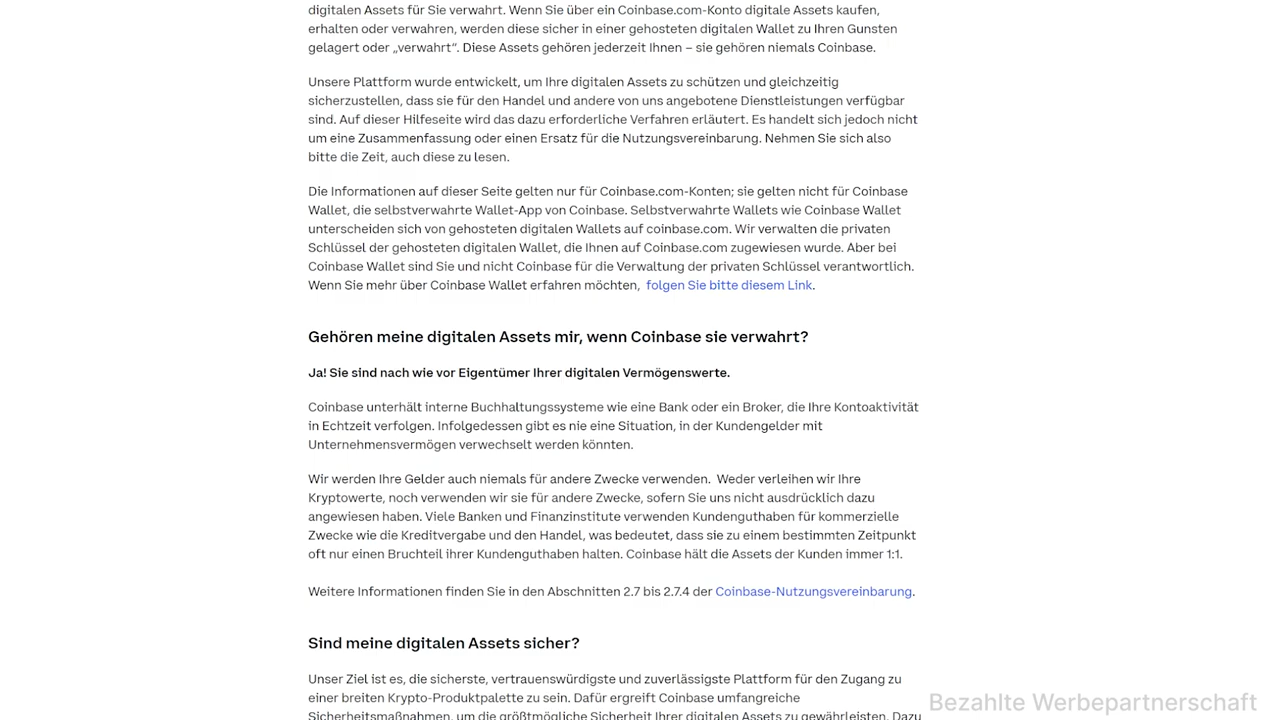 digitalen Assets für Sie verwahrt. Wenn Sie über ein Coinbase.com-Konto digitale Assets kaufen,
erhalten oder verwahren, werden diese sicher in einer gehosteten digitalen Wallet zu Ihren Gunsten
gelagert oder „verwahrt“. Diese Assets gehören jederzeit Ihnen – sie gehören niemals Coinbase.
Unsere Plattform wurde entwickelt, um Ihre digitalen Assets zu schützen und gleichzeitig
sicherzustellen, dass sie für den Handel und andere von uns angebotene Dienstleistungen verfügbar
sind. Auf dieser Hilfeseite wird das dazu erforderliche Verfahren erläutert. Es handelt sich jedoch nicht
um eine Zusammenfassung oder einen Ersatz für die Nutzungsvereinbarung. Nehmen Sie sich also
bitte die Zeit, auch diese zu lesen.
Die Informationen auf dieser Seite gelten nur für Coinbase.com-Konten; sie gelten nicht für Coinbase
Wallet, die selbstverwahrte Wallet-App von Coinbase. Selbstverwahrte Wallets wie Coinbase Wallet
unterscheiden sich von gehosteten digitalen Wallets auf coinbase.com. Wir verwalten die privaten
Schlüssel der gehosteten digitalen Wallet, die Ihnen auf Coinbase.com zugewiesen wurde. Aber bei
Coinbase Wallet sind Sie und nicht Coinbase für die Verwaltung der privaten Schlüssel verantwortlich.
Wenn Sie mehr über Coinbase Wallet erfahren möchten, folgen Sie bitte diesem Link.
Gehören meine digitalen Assets mir, wenn Coinbase sie verwahrt?
Ja! Sie sind nach wie vor Eigentümer Ihrer digitalen Vermögenswerte.
Coinbase unterhält interne Buchhaltungssysteme wie eine Bank oder ein Broker, die Ihre Kontoaktivität
in Echtzeit verfolgen. Infolgedessen gibt es nie eine Situation, in der Kundengelder mit
Unternehmensvermögen verwechselt werden könnten.
Wir werden Ihre Gelder auch niemals für andere Zwecke verwenden. Weder verleihen wir Ihre
Kryptowerte, noch verwenden wir sie für andere Zwecke, sofern Sie uns nicht ausdrücklich dazu
angewiesen haben. Viele Banken und Finanzinstitute verwenden Kundenguthaben für kommerzielle
Zwecke wie die Kreditvergabe und den Handel, was bedeutet, dass sie zu einem bestimmten Zeitpunkt
oft nur einen Bruchteil ihrer Kundenguthaben halten. Coinbase hält die Assets der Kunden immer 1:1.
Weitere Informationen finden Sie in den Abschnitten 2.7 bis 2.7.4 der Coinbase-Nutzungsvereinbarung.
Sind meine digitalen Assets sicher?
Unser Ziel ist es, die sicherste, vertrauenswürdigste und zuverlässigste Plattform für den Zugang zu
einer breiten Krypto-Produktpalette zu sein. Dafür ergreift Coinbase umfangreiche
Sicherheitsmaßnahmen, um die größtmögliche Sicherheit Ihrer digitalen Assets zu gewährleisten. Dazu
Bezahlte Werbepartnerschaft